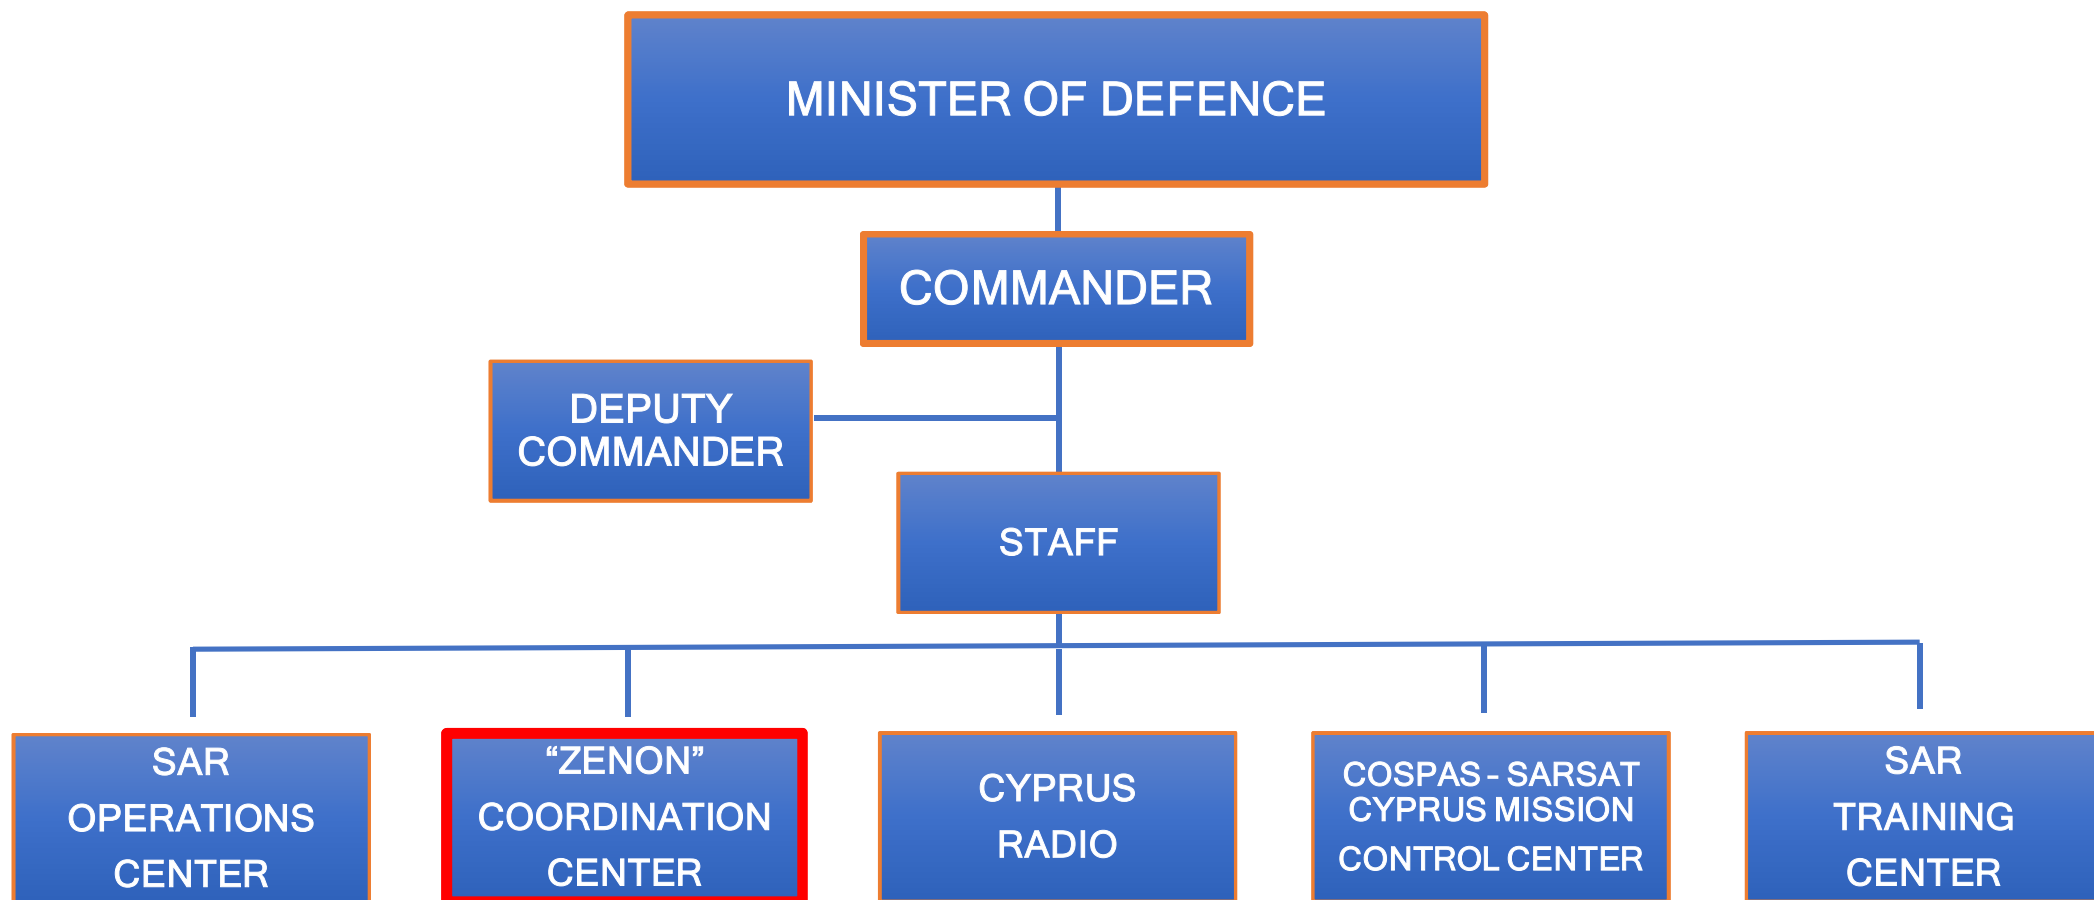 MINISTER OF DEFENCE
COMMANDER
DEPUTY
COMMANDER
STAFF
SAR
OPERATIONS
CENTER
“ZENON”
COORDINATION
CENTER
CYPRUS
RADIO
COSPAS – SARSAT
CYPRUS MISSION
CONTROL CENTER
SAR
TRAINING
CENTER